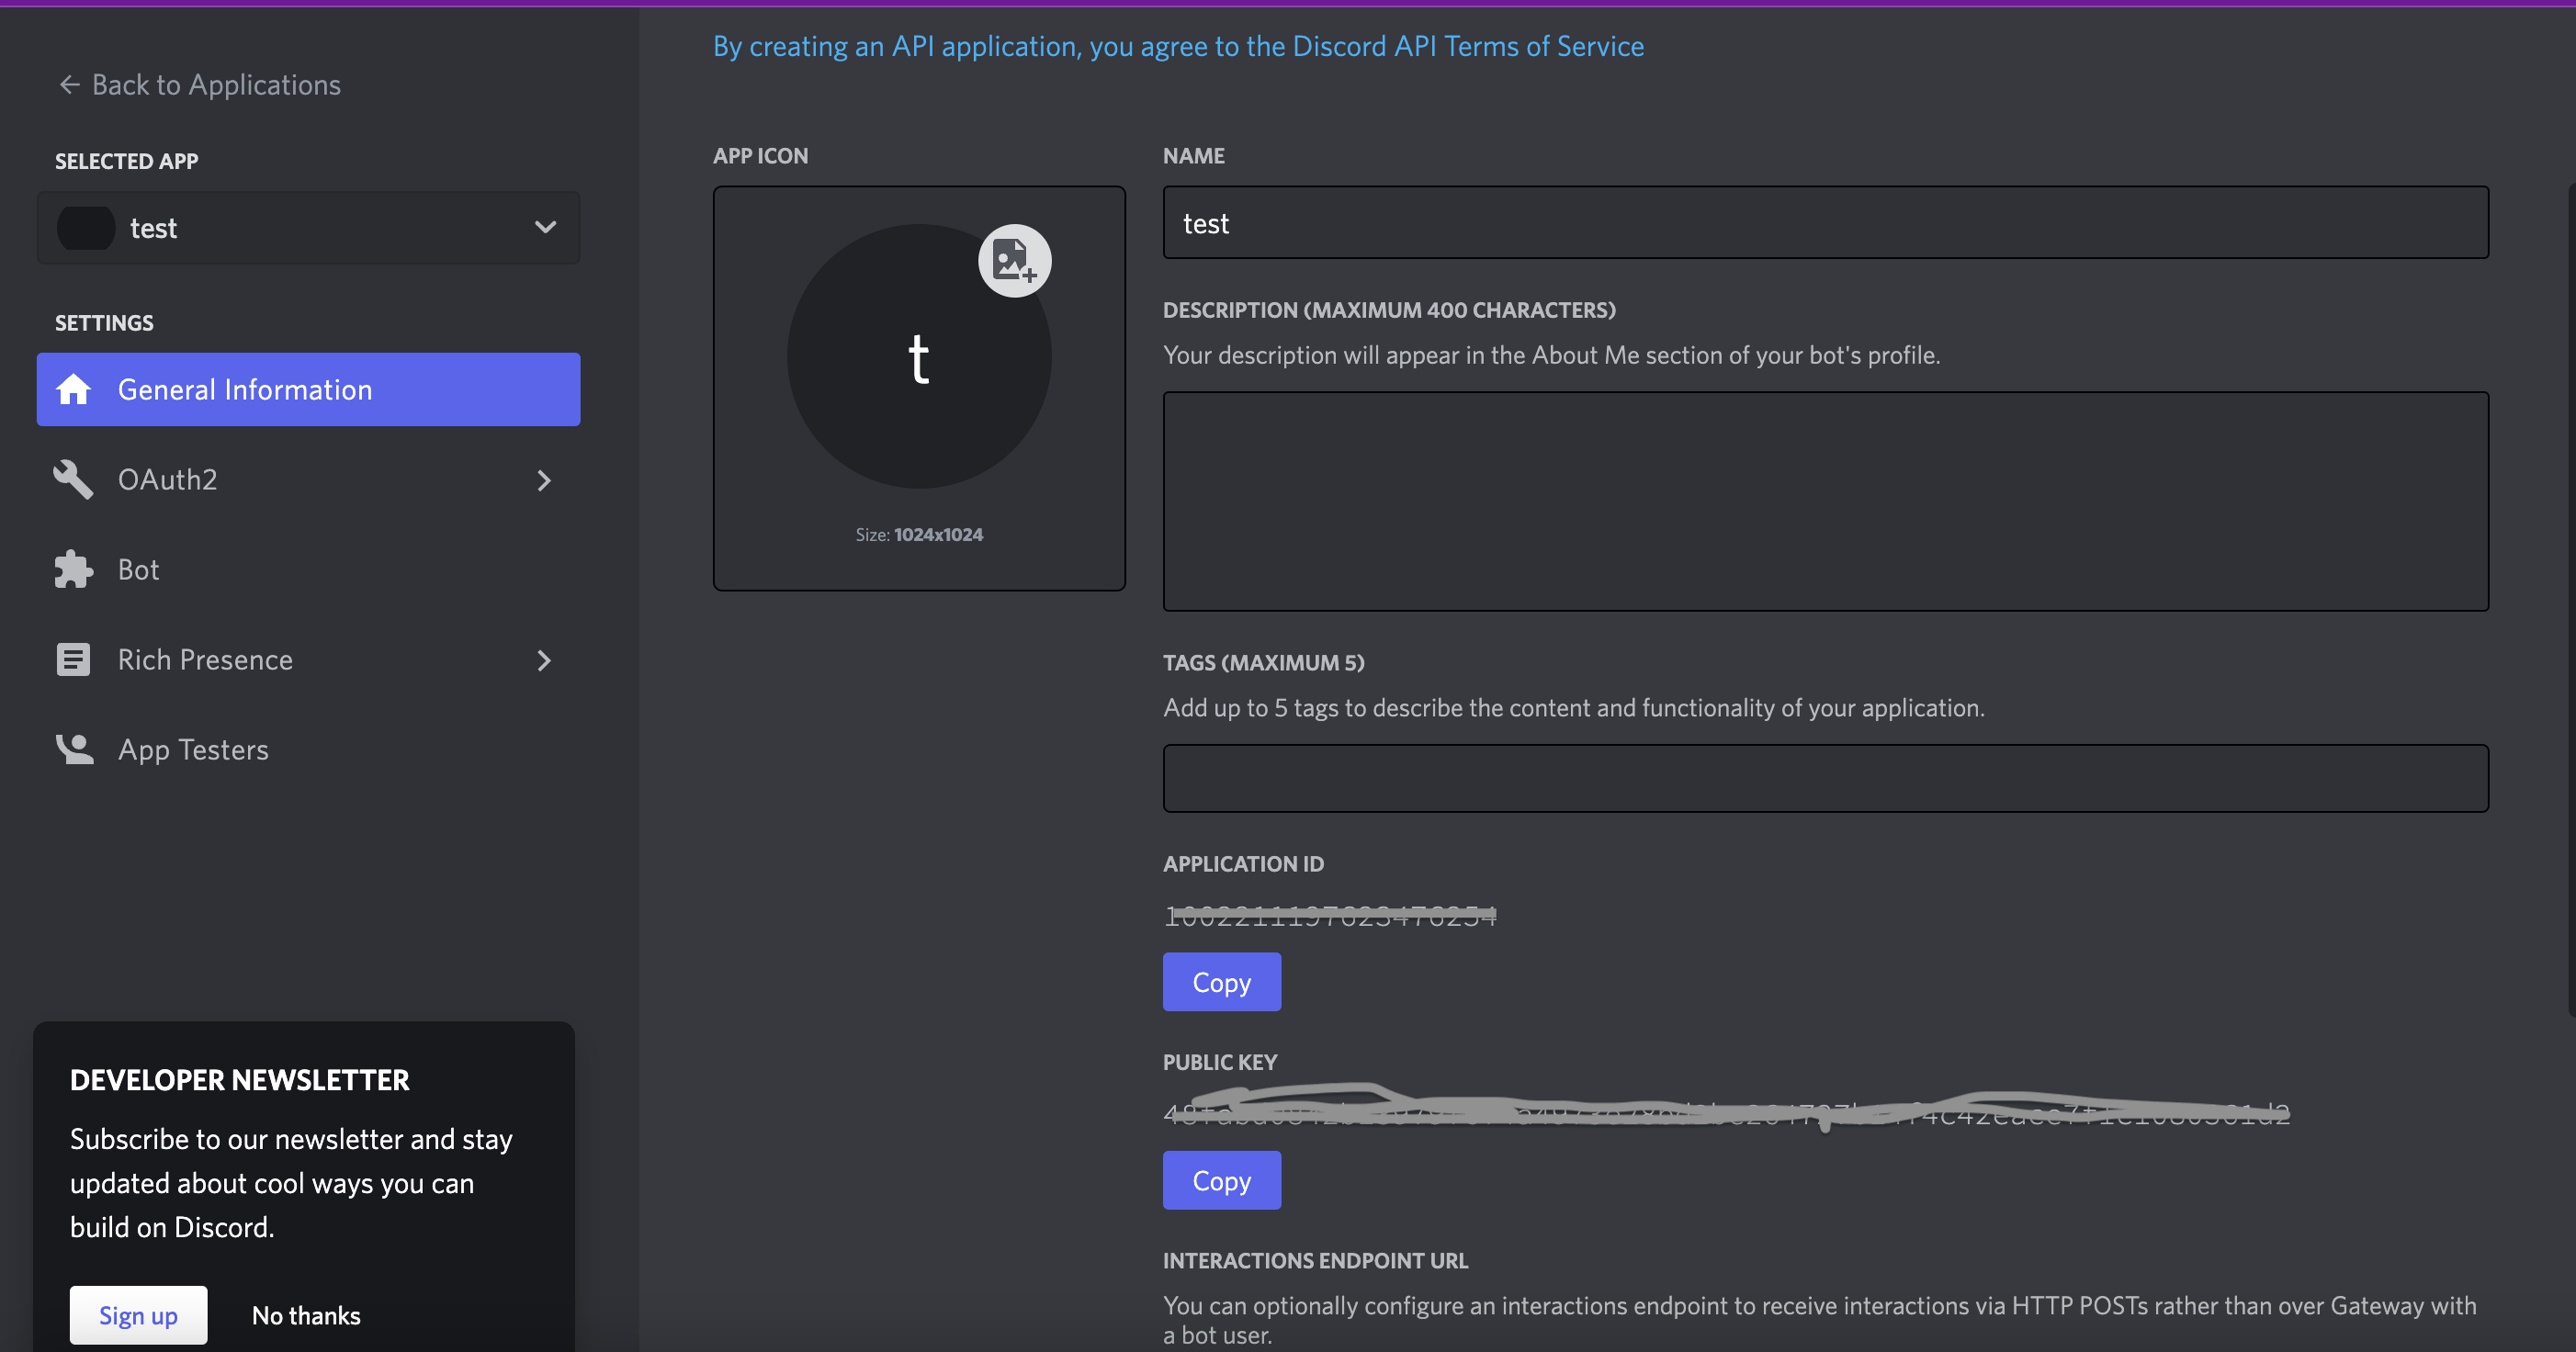 By creating an API application, you agree to the Discord API Terms of Service
← Back to Applications
SELECTED APP
test
SETTINGS
General Information
OAuth2
Bot
Rich Presence
App Testers
DEVELOPER NEWSLETTER
Subscribe to our newsletter and stay
updated about cool ways you can
build on Discord.
Sign up
No thanks
APP ICON
t
Size: 1024x1024
NAME
test
DESCRIPTION (MAXIMUM 400 CHARACTERS)
Your description will appear in the About Me section of your bot's profile.
TAGS (MAXIMUM 5)
Add up to 5 tags to describe the content and functionality of your application.
APPLICATION ID
Copy
PUBLIC KEY
Copy
INTERACTIONS ENDPOINT URL
You can optionally configure an interactions endpoint to receive interactions via HTTP POSTs rather than over Gateway with
a bot user.